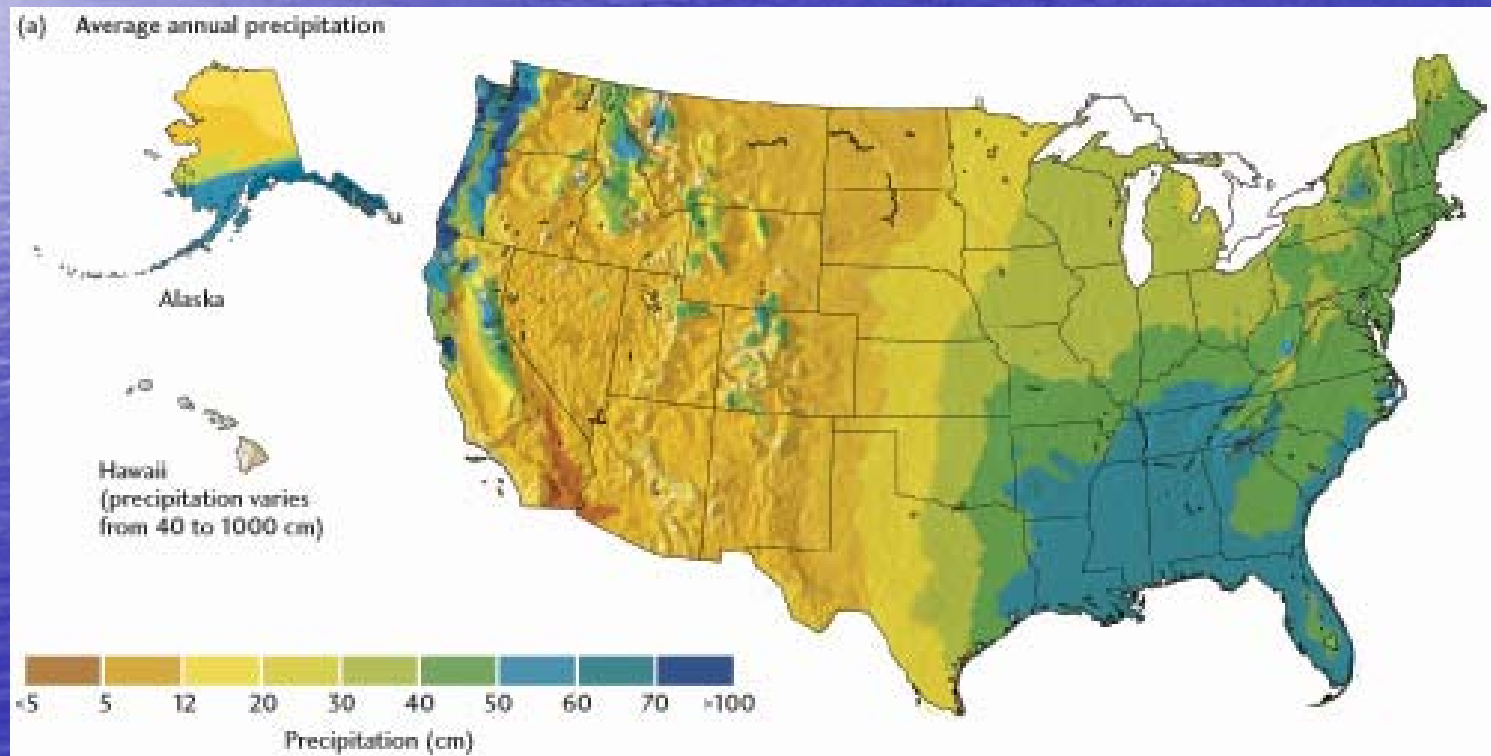 (a) Average annual precipitation
Alaska
Hawaii
(precipitation varies
from 40 to 1000 cm)
<5 5 12 20 30 40 50 60 70 >100
Precipitation (cm)